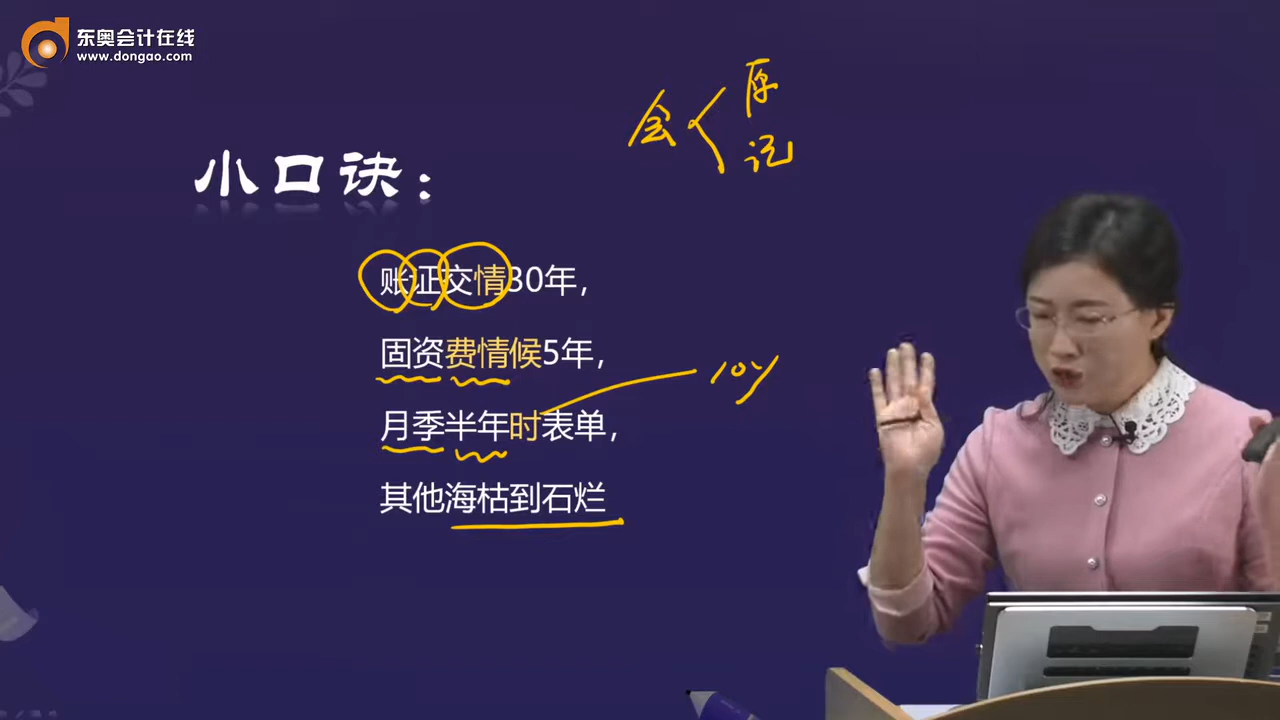 东奥会计在线
www.dongao.com
会
原
记
小口诀：
账证交情30年，
固资费情候5年，
月季半年时表单，
10y
其他海枯到石烂